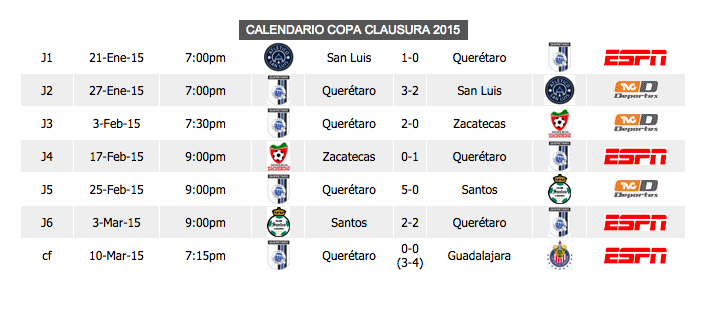 CALENDARIO COPA CLAUSURA 2015
J1 21-Ene-15 7:00pm San Luis 1-0 Querétaro ESPN
J2 27-Ene-15 7:00pm Querétaro 3-2 San Luis TVC D Deportes
J3 3-Feb-15 7:30pm Querétaro 2-0 Zacatecas TVC D Deportes
J4 17-Feb-15 9:00pm Zacatecas 0-1 Querétaro ESPN
J5 25-Feb-15 9:00pm Querétaro 5-0 Santos TVC D Deportes
J6 3-Mar-15 9:00pm Santos 2-2 Querétaro ESPN
cf 10-Mar-15 7:15pm Querétaro 0-0 (3-4) Guadalajara ESPN